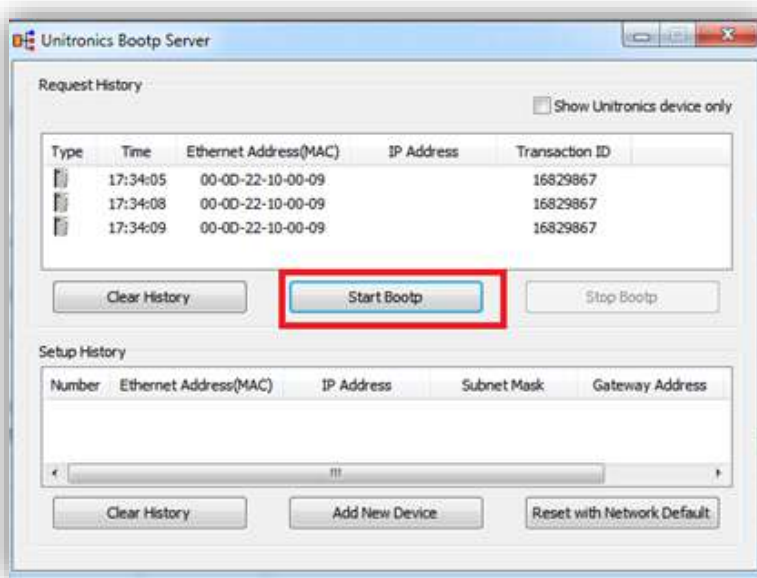 Unitronics Bootp Server
Request History
Show Unitronics device only
Type Time Ethernet Address(MAC) IP Address Transaction ID
17:34:05 00-0D-22-10-00-09 16829867
17:34:08 00-0D-22-10-00-09 16829867
17:34:09 00-0D-22-10-00-09 16829867
Clear History Start Bootp Stop Bootp
Setup History
Number Ethernet Address(MAC) IP Address Subnet Mask Gateway Address
Clear History Add New Device Reset with Network Default